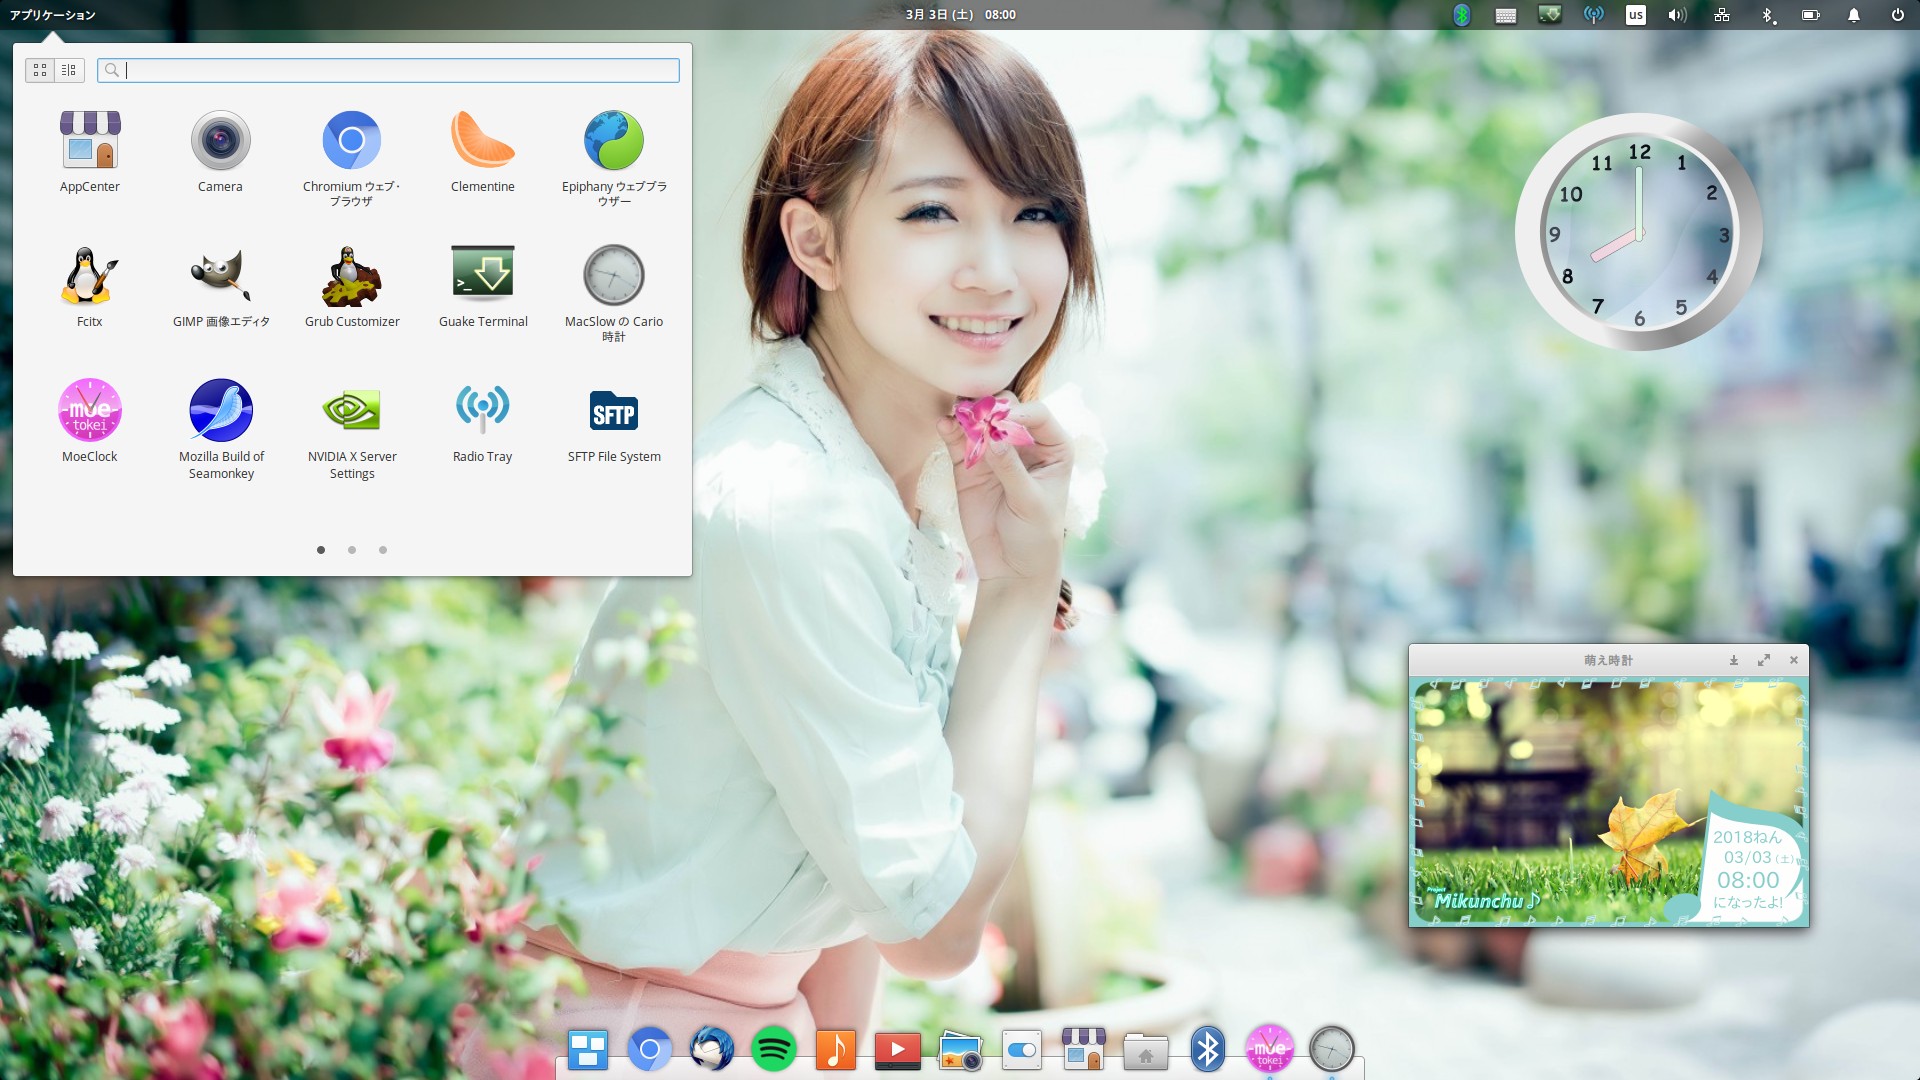 アプリケーション
3月 3日 (土) 08:00
us
AppCenter
Camera
Chromium ウェブ・
ブラウザ
Clementine
Epiphany ウェブブラ
ウザー
Fcitx
GIMP 画像エディタ
Grub Customizer
>_
Guake Terminal
MacSlow の Cario
時計
moe
tokei
MoeClock
Mozilla Build of
Seamonkey
NVIDIA X Server
Settings
Radio Tray
SFTP
SFTP File System
12
1
2
3
4
5
6
7
8
9
10
11
萌え時計
2018ねん
03/03 (土)
08:00
になったよ!
Project
Mikunchu♪
moe
tokei